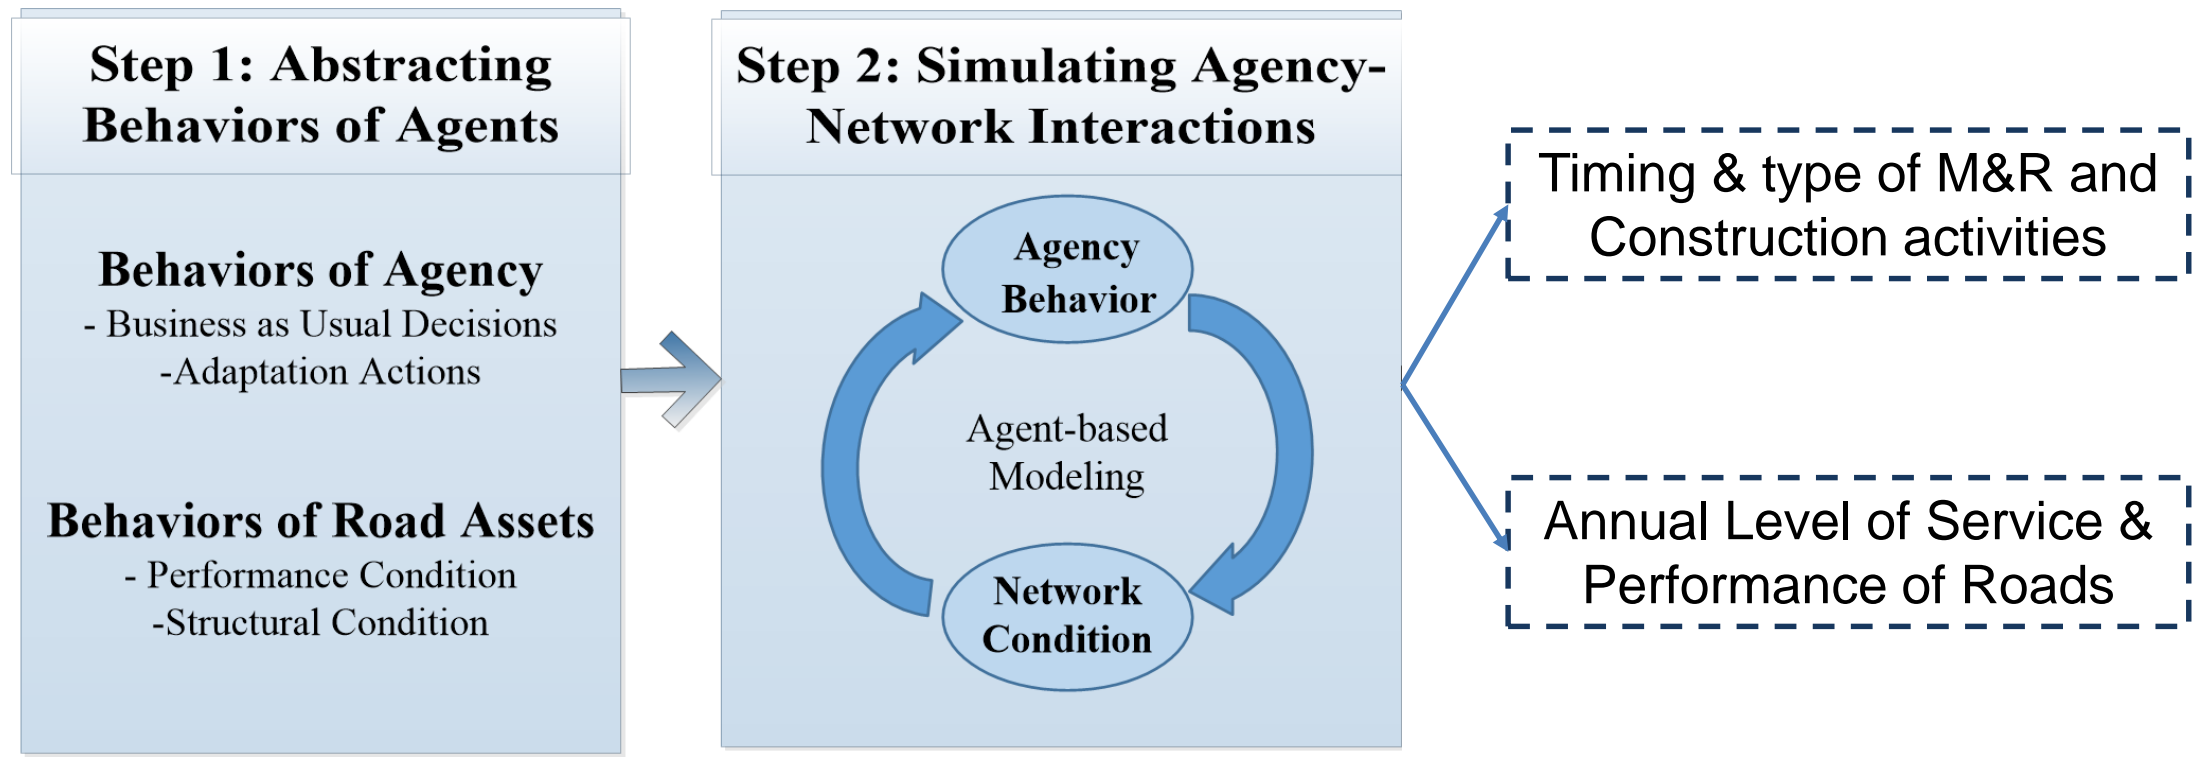 Step 1: Abstracting
Behaviors of Agents
Behaviors of Agency
- Business as Usual Decisions
-Adaptation Actions
Behaviors of Road Assets
- Performance Condition
-Structural Condition
Step 2: Simulating Agency-
Network Interactions
Agency
Behavior
Agent-based
Modeling
Network
Condition
Timing & type of M&R and
Construction activities
Annual Level of Service &
Performance of Roads